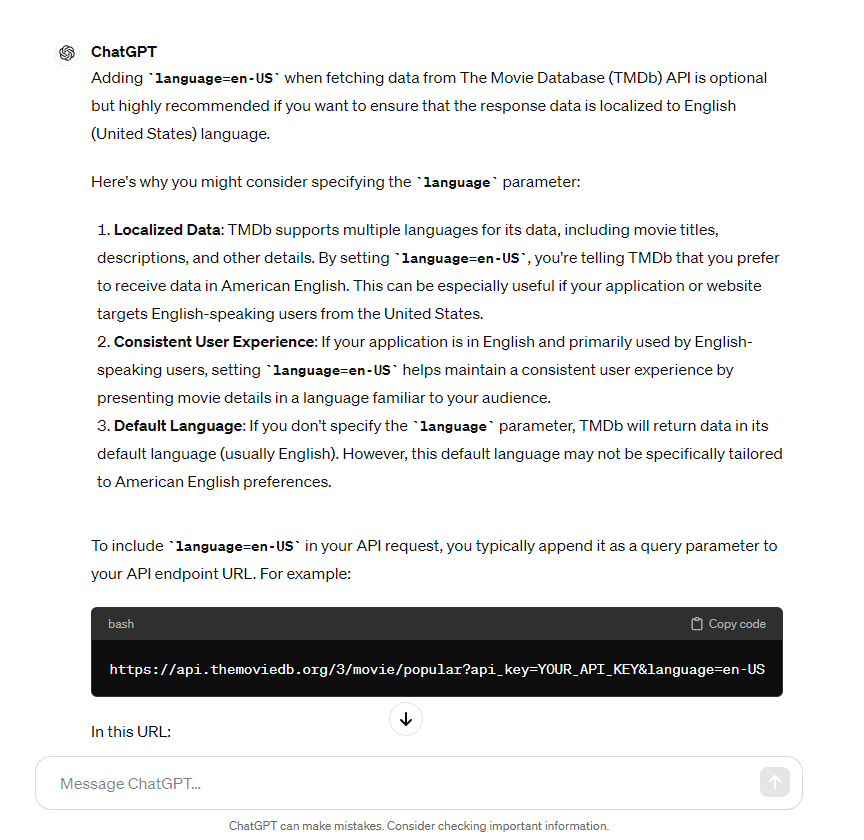 ChatGPT
Adding `language=en-US` when fetching data from The Movie Database (TMDb) API is optional
but highly recommended if you want to ensure that the response data is localized to English
(United States) language.
Here's why you might consider specifying the `language` parameter:
1. Localized Data: TMDb supports multiple languages for its data, including movie titles,
descriptions, and other details. By setting `language=en-US`, you're telling TMDb that you prefer
to receive data in American English. This can be especially useful if your application or website
targets English-speaking users from the United States.
2. Consistent User Experience: If your application is in English and primarily used by English-
speaking users, setting `language=en-US` helps maintain a consistent user experience by
presenting movie details in a language familiar to your audience.
3. Default Language: If you don't specify the `language` parameter, TMDb will return data in its
default language (usually English). However, this default language may not be specifically tailored
to American English preferences.
To include `language=en-US` in your API request, you typically append it as a query parameter to
your API endpoint URL. For example:
bash Copy code
https://api.themoviedb.org/3/movie/popular?api_key=YOUR_API_KEY&language=en-US
In this URL:
Message ChatGPT...
ChatGPT can make mistakes. Consider checking important information.